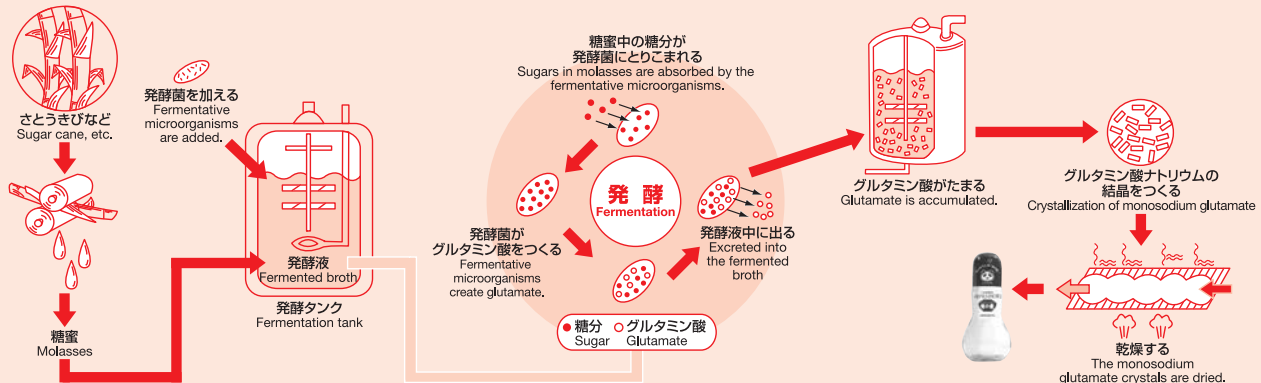 さとうきびなど
Sugar cane, etc.
糖蜜
Molasses
発酵菌を加える
Fermentative
microorganisms
are added.
発酵液
Fermented broth
発酵タンク
Fermentation tank
糖蜜中の糖分が
発酵菌にとりこまれる
Sugars in molasses are absorbed by the
fermentative microorganisms.
発酵
Fermentation
発酵菌が
グルタミン酸をつくる
Fermentative
microorganisms
create glutamate.
発酵液中に出る
Excreted into
the fermented
broth
糖分 グルタミン酸
Sugar Glutamate
グルタミン酸がたまる
Glutamate is accumulated.
グルタミン酸ナトリウムの
結晶をつくる
Crystallization of monosodium glutamate
乾燥する
The monosodium
glutamate crystals are dried.